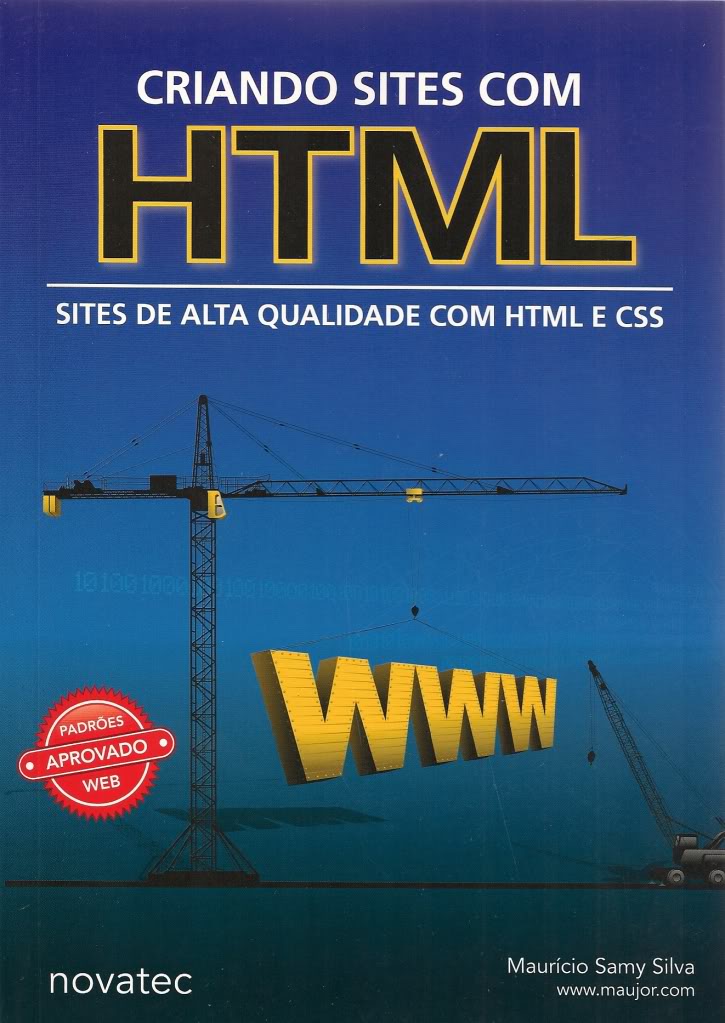 CRIANDO SITES COM
HTML
SITES DE ALTA QUALIDADE COM HTML E CSS
WWW
PADRÕES
APROVADO
WEB
novatec
Maurício Samy Silva
www.maujor.com